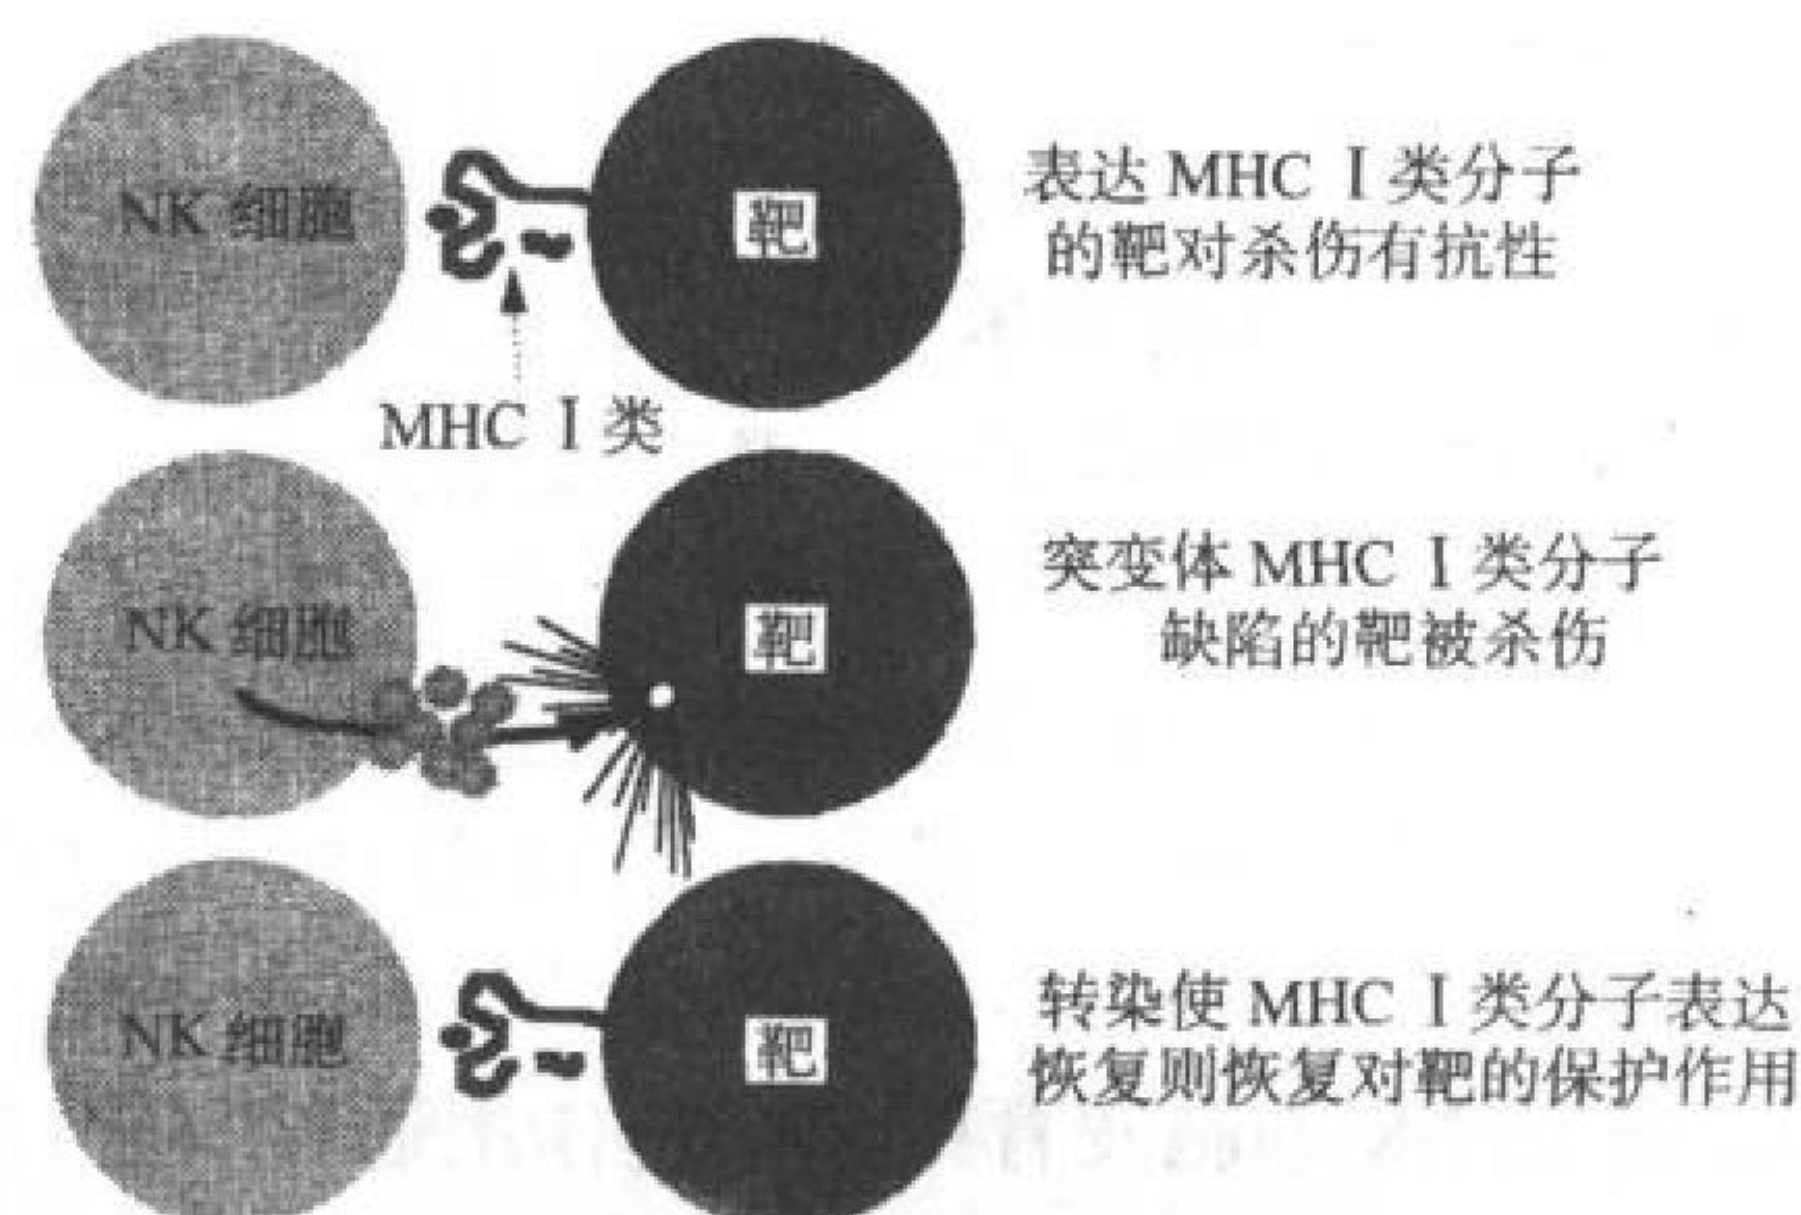 NK 细胞
靶
表达 MHC Ⅰ类分子
的靶对杀伤有抗性
MHC Ⅰ类
NK 细胞
靶
突变体 MHC Ⅰ类分子
缺陷的靶被杀伤
NK 细胞
靶
转染使 MHC Ⅰ类分子表达
恢复则恢复对靶的保护作用